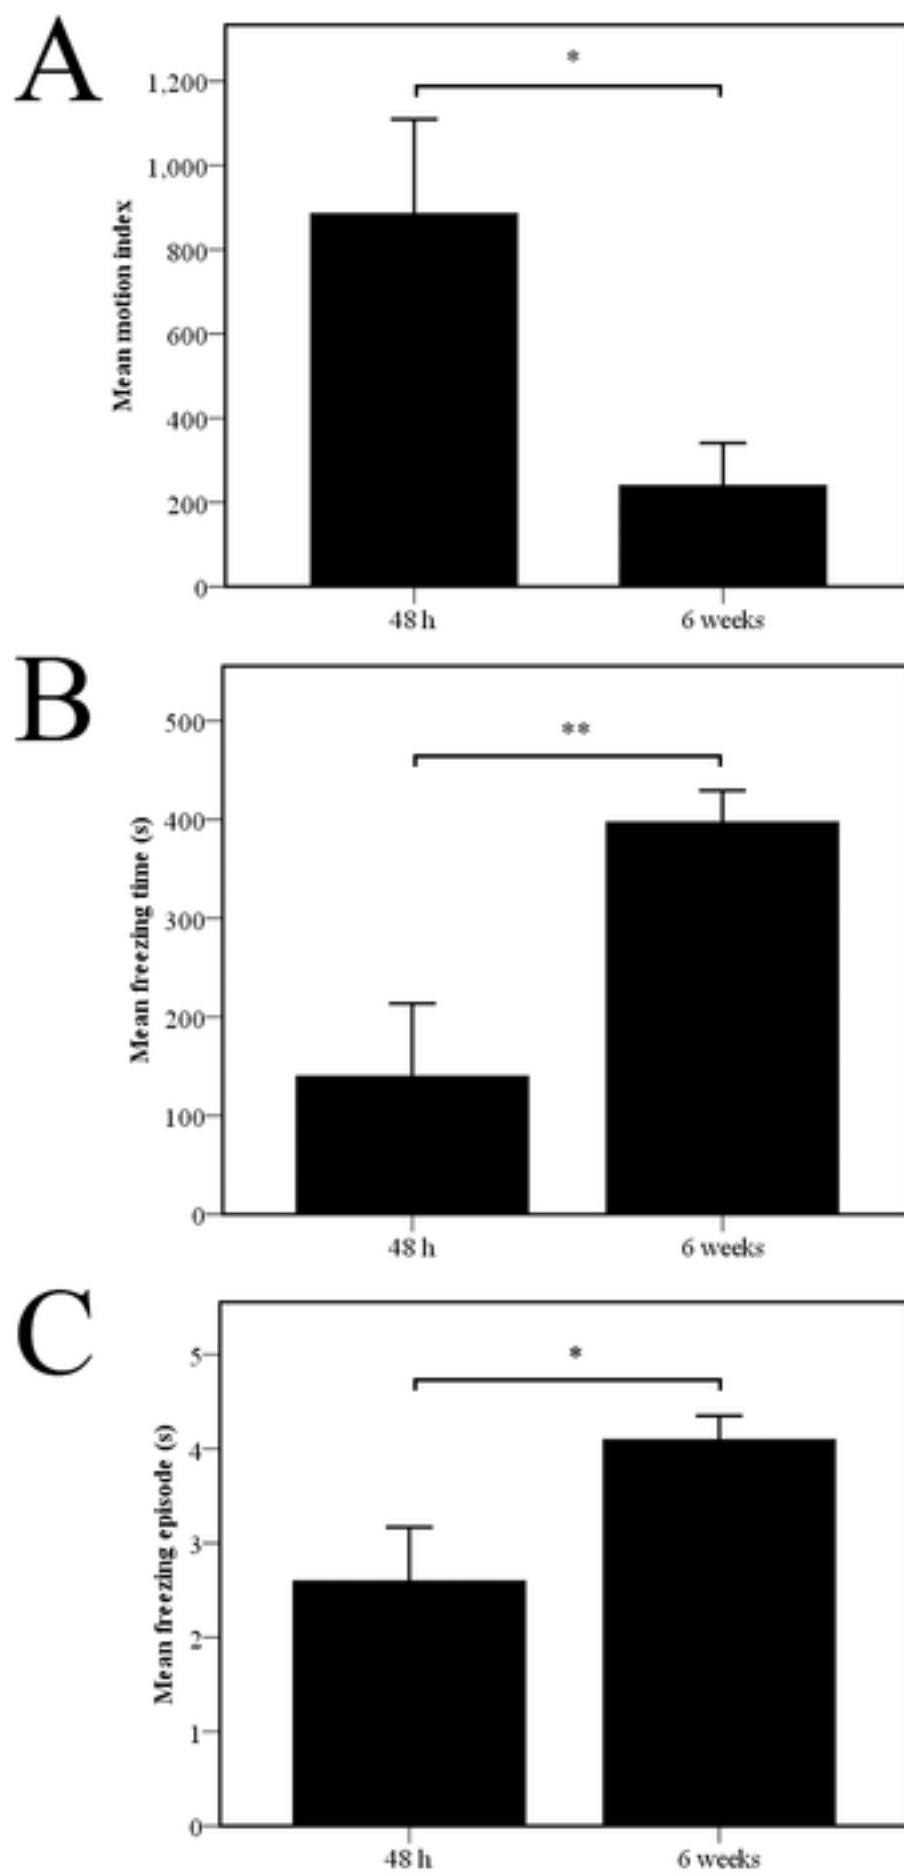 A
*
1,200
1,000
800
600
400
200
0
Mean motion index
48 h
6 weeks
B
**
500
400
300
200
100
0
Mean freezing time (s)
48 h
6 weeks
C
*
5
4
3
2
1
0
Mean freezing episode (s)
48 h
6 weeks